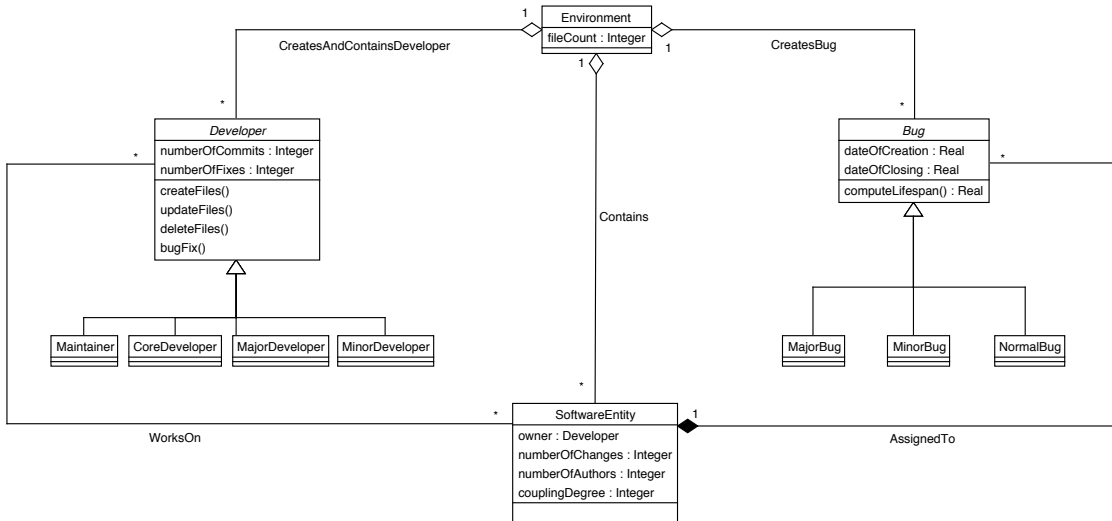 1
Environment
fileCount : Integer
1
1
CreatesAndContainsDeveloper
CreatesBug
*
*
Developer
numberOfCommits : Integer
numberOfFixes : Integer
createFiles()
updateFiles()
deleteFiles()
bugFix()
*
Bug
dateOfCreation : Real
dateOfClosing : Real
computeLifespan() : Real
*
Contains
Maintainer
CoreDeveloper
MajorDeveloper
MinorDeveloper
MajorBug
MinorBug
NormalBug
*
*
WorksOn
SoftwareEntity
owner : Developer
numberOfChanges : Integer
numberOfAuthors : Integer
couplingDegree : Integer
1
AssignedTo